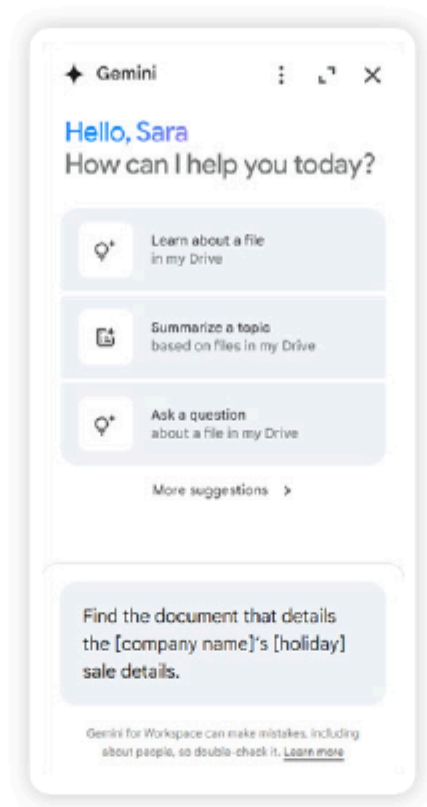 Gemini
Hello, Sara
How can I help you today?
Learn about a file
in my Drive
Summarize a topic
based on files in my Drive
Ask a question
about a file in my Drive
More suggestions >
Find the document that details
the [company name]'s [holiday]
sale details.
Gemini for Workspace can make mistakes, including
about people, so double-check it. Learn more